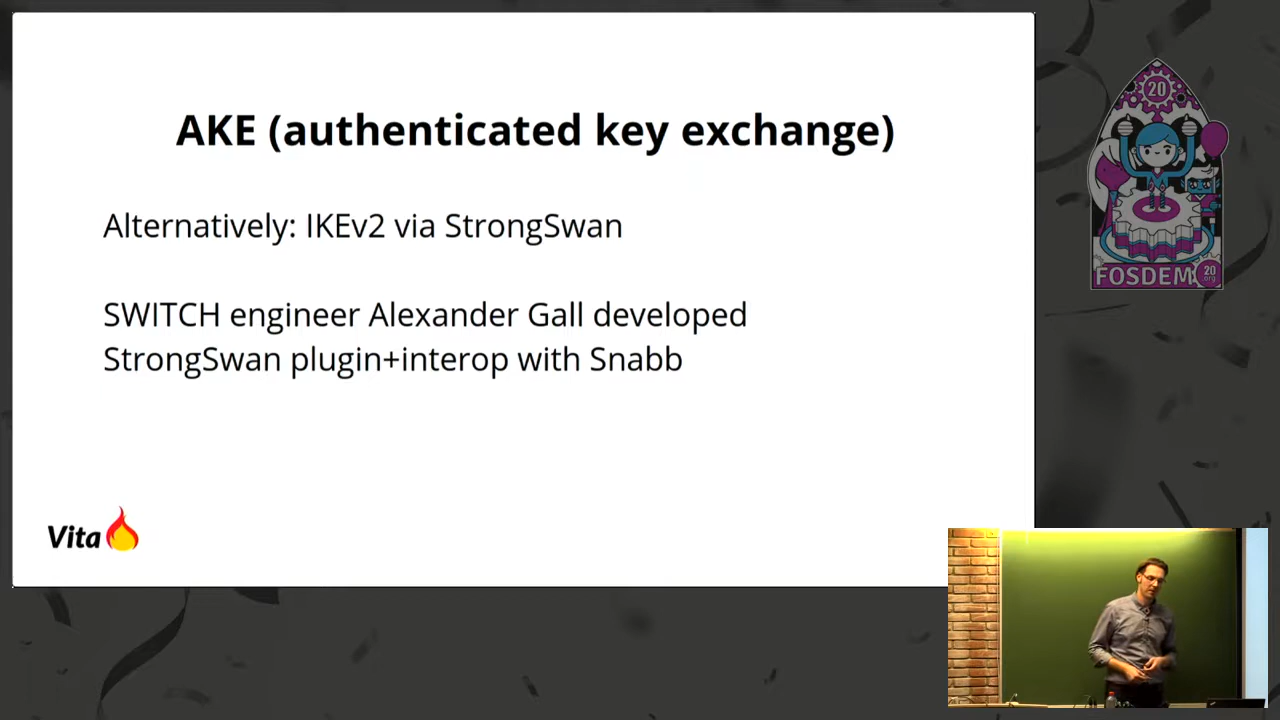 AKE (authenticated key exchange)
Alternatively: IKEv2 via StrongSwan
SWITCH engineer Alexander Gall developed
StrongSwan plugin+interop with Snabb
Vita
20
FOSDEM
20
.org